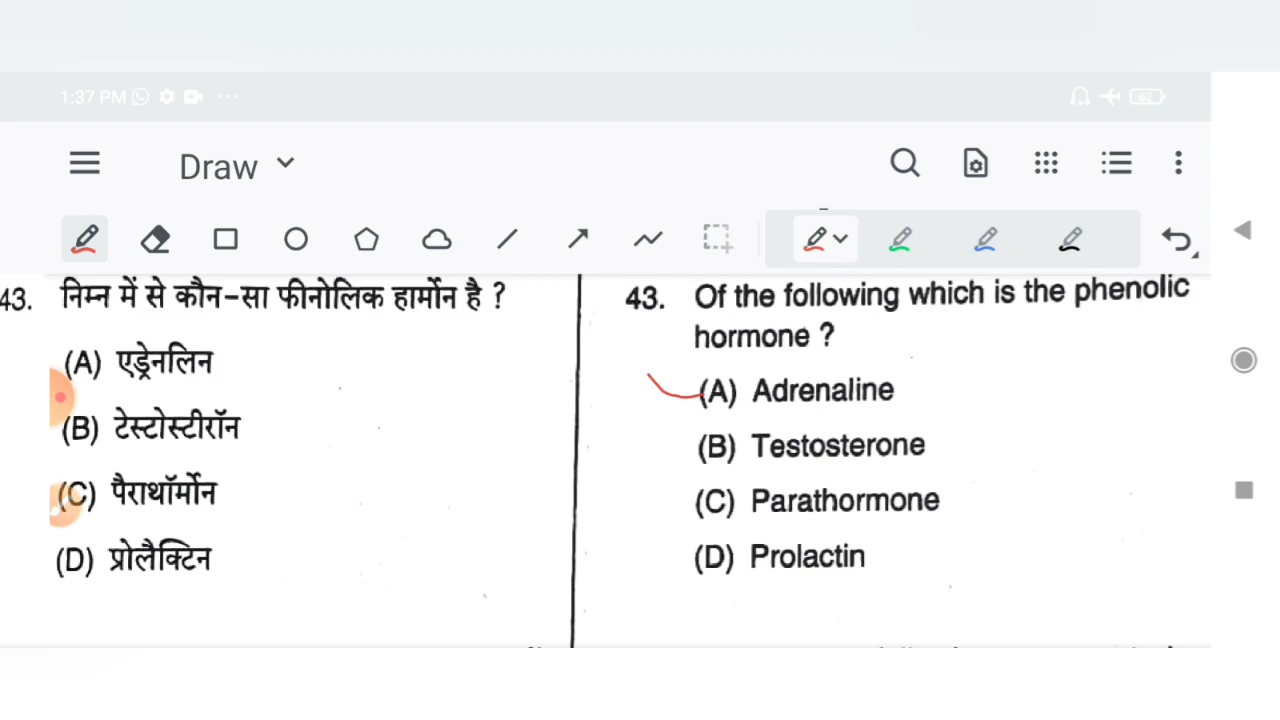 1:37 PM
62
Draw
43. निम्न में से कौन-सा फीनोलिक हार्मोन है ?
(A) एड्रेनलिन
(B) टेस्टोस्टीरॉन
(C) पैराथॉर्मोन
(D) प्रोलैक्टिन
43. Of the following which is the phenolic
hormone ?
(A) Adrenaline
(B) Testosterone
(C) Parathormone
(D) Prolactin